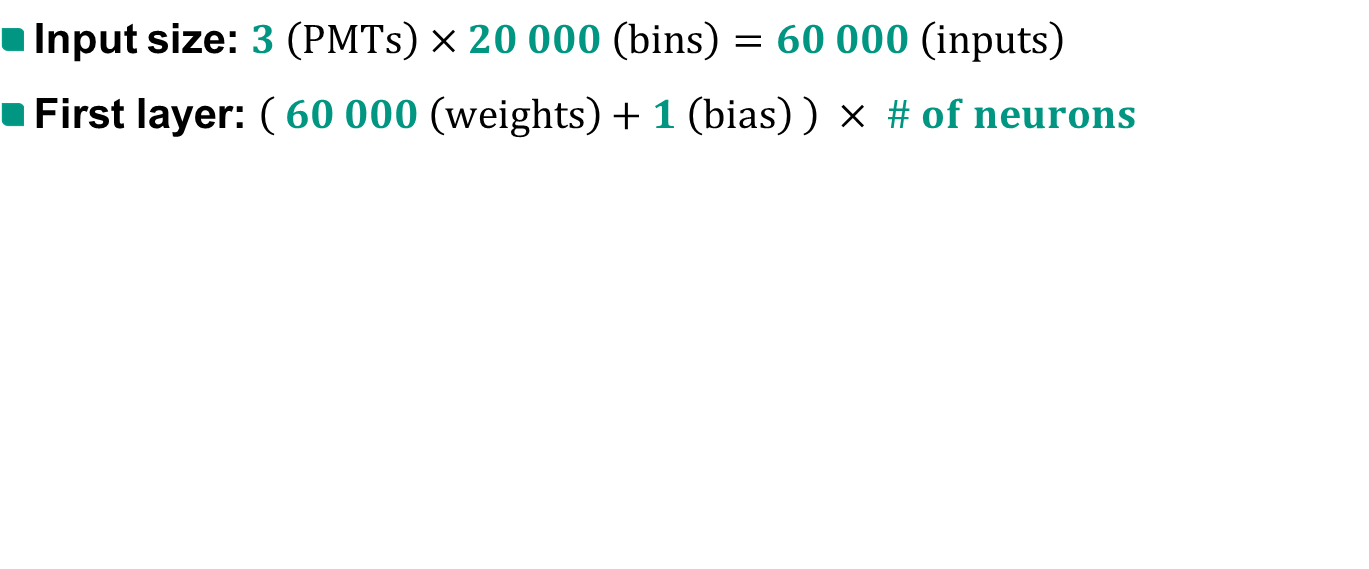 Input size: 3 (PMTs) × 20 000 (bins) = 60 000 (inputs)
First layer: ( 60 000 (weights) + 1 (bias) ) × # of neurons